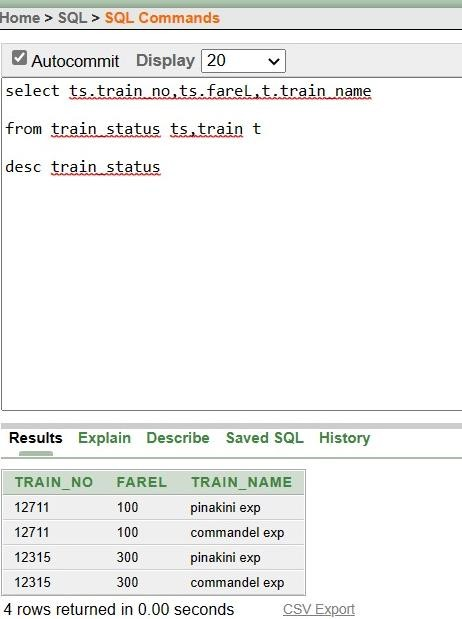 Home > SQL > SQL Commands
Autocommit Display 20
select ts.train_no,ts.fareL,t.train_name
from train_status ts,train t
desc train_status
Results Explain Describe Saved SQL History
TRAIN_NO FAREL TRAIN_NAME
12711 100 pinakini exp
12711 100 commandel exp
12315 300 pinakini exp
12315 300 commandel exp
4 rows returned in 0.00 seconds CSV Export